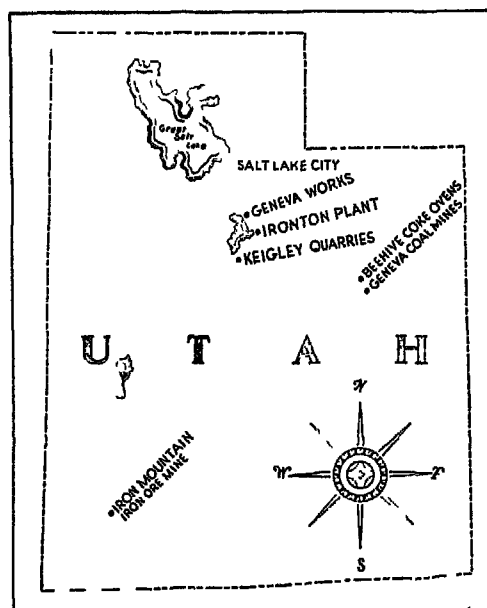 Great
Salt
Lake
SALT LAKE CITY
GENEVA WORKS
IRONTON PLANT
KEIGLEY QUARRIES
BEEHIVE COKE OVENS
GENEVA COAL MINES
U T A H
N
W
E
S
IRON MOUNTAIN
IRON ORE MINE